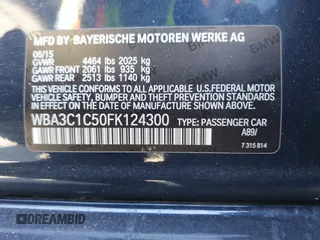 MFD BY BAYERISCHE MOTOREN WERKE AG
06/15
GVWR 4464 lbs 2025 kg
GAWR FRONT 2061 lbs 935 kg
GAWR REAR 2513 lbs 1140 kg
THIS VEHICLE CONFORMS TO ALL APPLICABLE U.S. FEDERAL MOTOR
VEHICLE SAFETY, BUMPER AND THEFT PREVENTION STANDARDS IN
EFFECT ON THE DATE OF MANUFACTURE SHOWN ABOVE.
WBA3C1C50FK124300 TYPE: PASSENGER CAR
A89/
7 315 814
DREAMBID